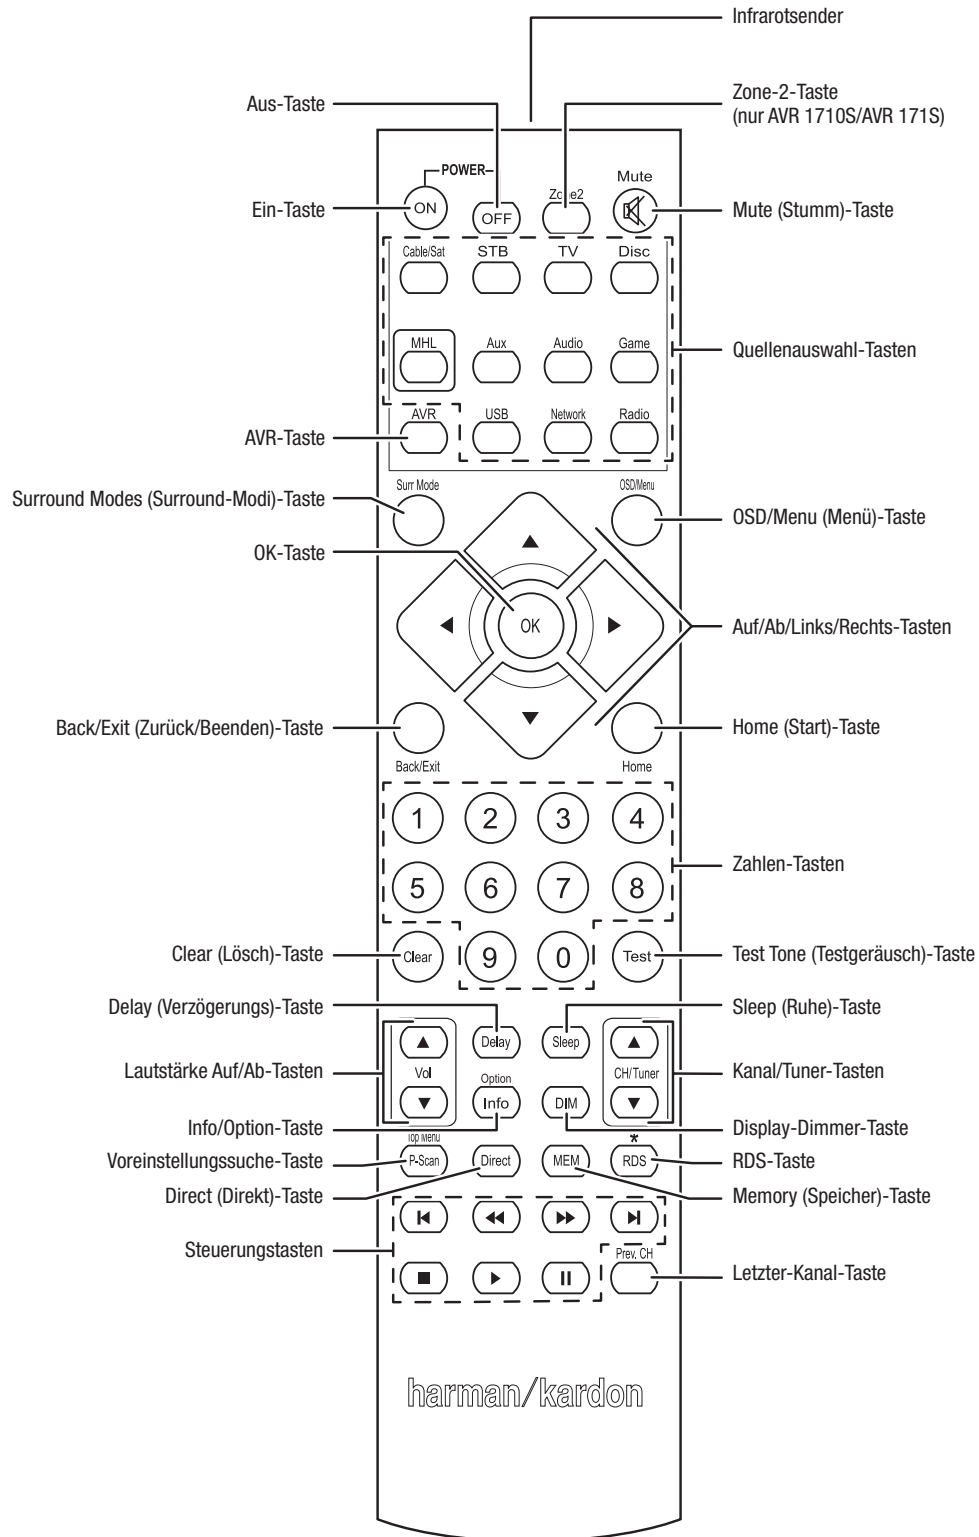 Infrarotsender
Aus-Taste
Zone-2-Taste
(nur AVR 1710S/AVR 171S)
POWER
Mute
Zone2
Ein-Taste
ON
OFF
Mute (Stumm)-Taste
Cable/Sat
STB
TV
Disc
MHL
Aux
Audio
Game
Quellenauswahl-Tasten
AVR
USB
Network
Radio
AVR-Taste
Surr Mode
OSD/Menu
Surround Modes (Surround-Modi)-Taste
OSD/Menu (Menü)-Taste
OK-Taste
OK
Auf/Ab/Links/Rechts-Tasten
Back/Exit (Zurück/Beenden)-Taste
Home (Start)-Taste
Back/Exit
Home
1
2
3
4
Zahlen-Tasten
5
6
7
8
Clear (Lösch)-Taste
Clear
9
0
Test
Test Tone (Testgeräusch)-Taste
Delay (Verzögerungs)-Taste
Sleep (Ruhe)-Taste
Delay
Sleep
Lautstärke Auf/Ab-Tasten
Vol
CH/Tuner
Kanal/Tuner-Tasten
Option
Info
DIM
Info/Option-Taste
Display-Dimmer-Taste
Top Menu
*
Voreinstellungssuche-Taste
P-Scan
Direct
MEM
RDS
RDS-Taste
Direct (Direkt)-Taste
Memory (Speicher)-Taste
Steuerungstasten
Prev. CH
Letzter-Kanal-Taste
harman/kardon